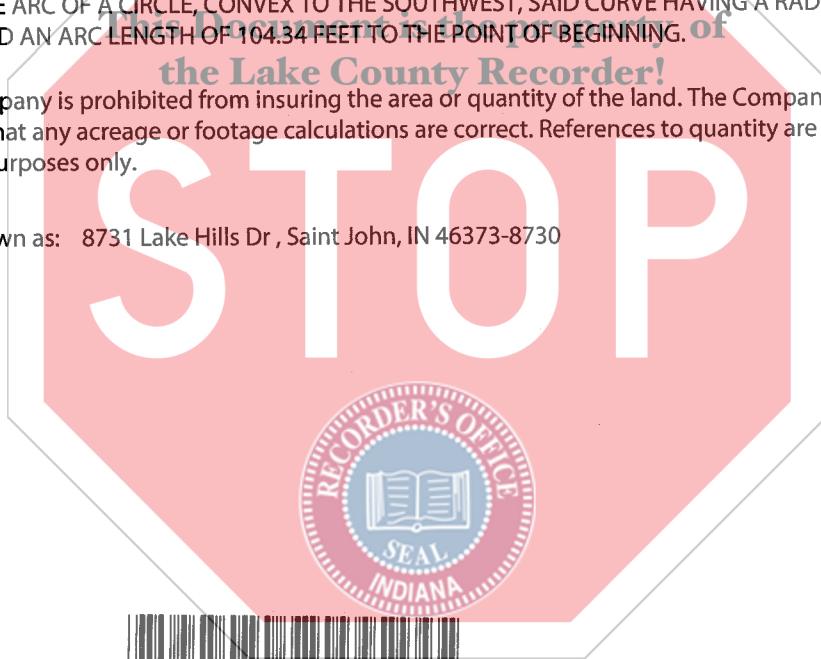 E ARC OF A CIRCLE, CONVEX TO THE SOUTHWEST, SAID CURVE HAVING A RAD
This Document is the property of
D AN ARC LENGTH OF 104.34 FEET TO THE POINT OF BEGINNING.
the Lake County Recorder!
pany is prohibited from insuring the area or quantity of the land. The Compan
hat any acreage or footage calculations are correct. References to quantity are
urposes only.
STOP
wn as: 8731 Lake Hills Dr , Saint John, IN 46373-8730
RECORDER'S OFFICE
SEAL
INDIANA